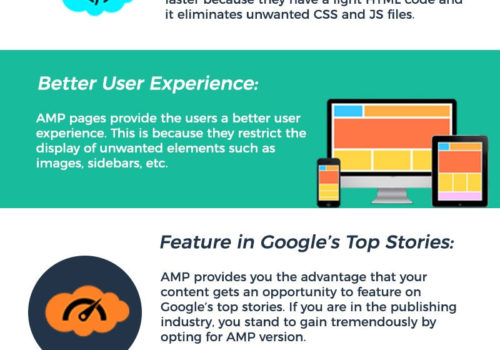 faster because they have a light HTML code and
it eliminates unwanted CSS and JS files.
Better User Experience:
AMP pages provide the users a better user
experience. This is because they restrict the
display of unwanted elements such as
images, sidebars, etc.
Feature in Google's Top Stories:
AMP provides you the advantage that your
content gets an opportunity to feature on
Google's top stories. If you are in the publishing
industry, you stand to gain tremendously by
opting for AMP version.